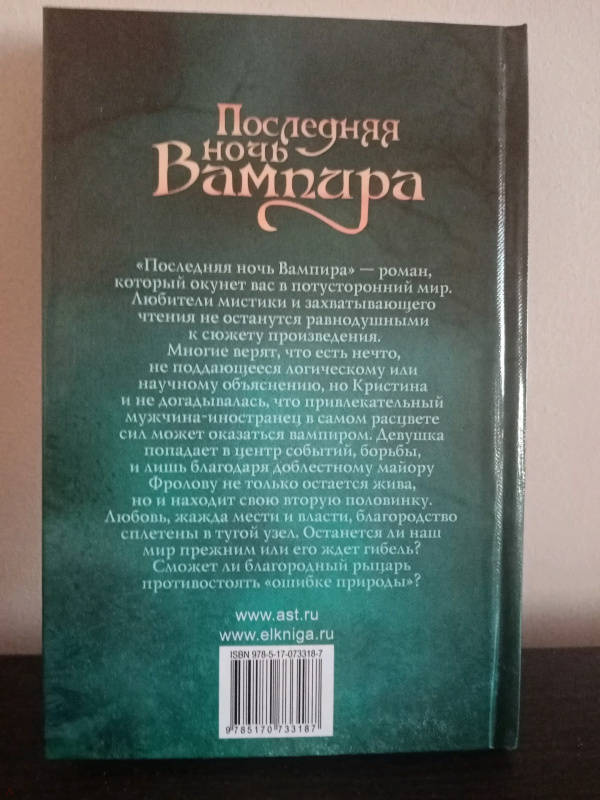 Последняя
ночь
Вампира
«Последняя ночь Вампира» — роман,
который окунет вас в потусторонний мир.
Любители мистики и захватывающего
чтения не останутся равнодушными
к сюжету произведения.
Многие верят, что есть нечто,
не поддающееся логическому или
научному объяснению, но Кристина
и не догадывалась, что привлекательный
мужчина-иностранец в самом расцвете
сил может оказаться вампиром. Девушка
попадает в центр событий, борьбы,
и лишь благодаря доблестному майору
Фролову не только остается жива,
но и находит свою вторую половинку.
Любовь, жажда мести и власти, благородство
сплетены в тугой узел. Останется ли наш
мир прежним или его ждет гибель?
Сможет ли благородный рыцарь
противостоять «ошибке природы»?
www.ast.ru
www.elkniga.ru
ISBN 978-5-17-073318-7
9 785170 733187